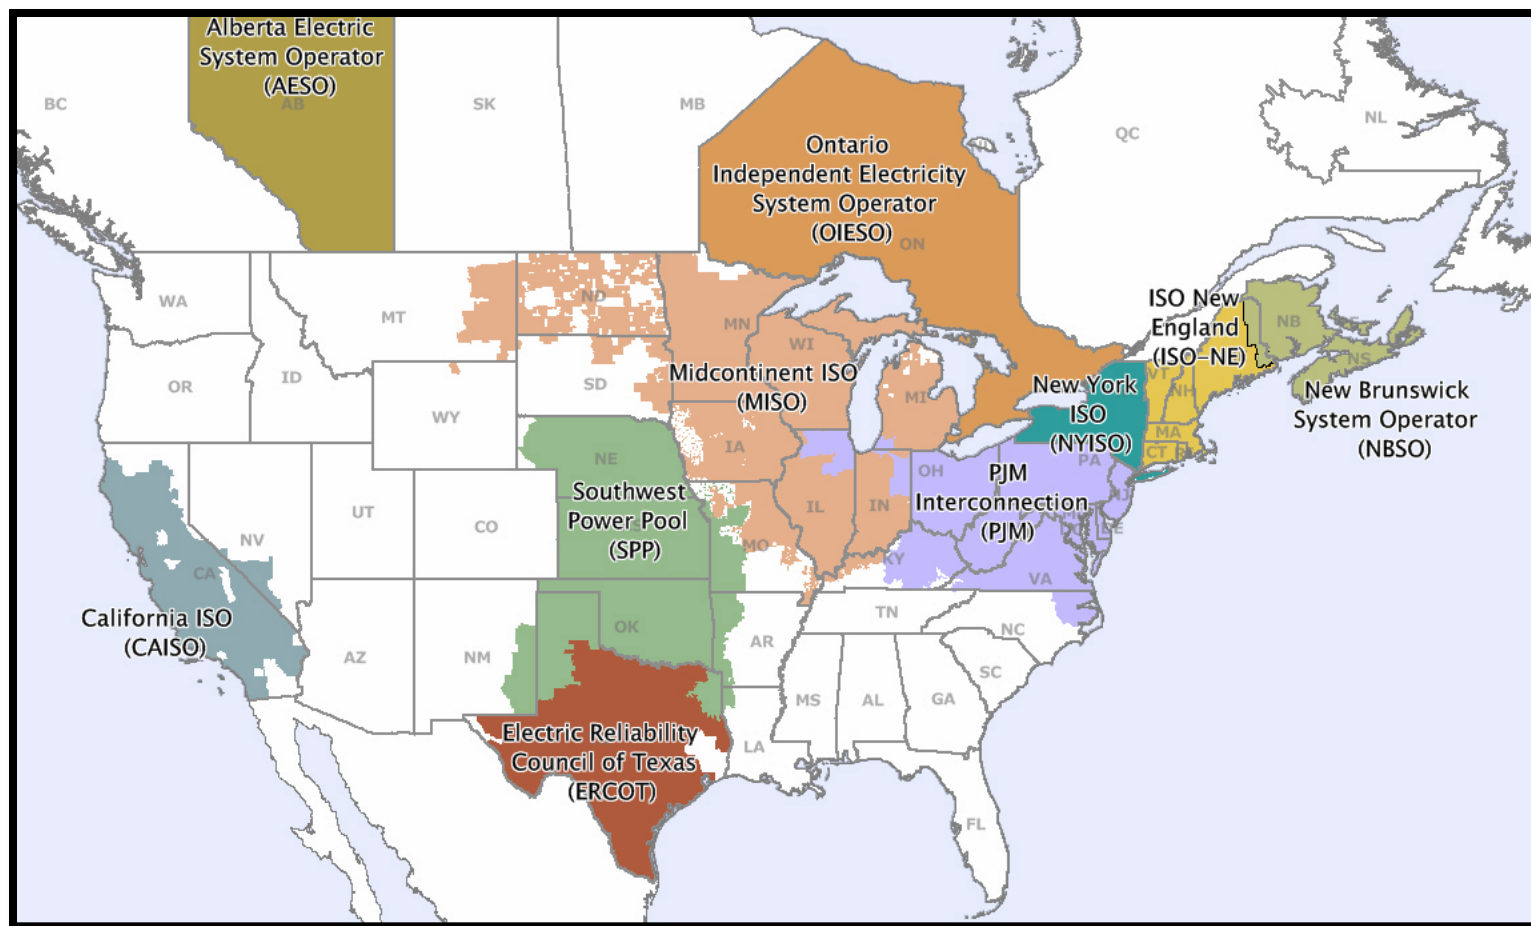 Alberta Electric
System Operator
(AESO)
AB
BC
SK
MB
QC
NL
Ontario
Independent Electricity
System Operator
(OIESO)
ON
WA
MT
ND
MN
WI
ISO New
England
(ISO-NE)
NB
NS
OR
ID
WY
SD
Midcontinent ISO
(MISO)
MI
New York
ISO
(NYISO)
VT
NH
MA
CT
New Brunswick
System Operator
(NBSO)
IA
NE
OH
PA
NJ
PJM
Interconnection
(PJM)
DE
NV
UT
CO
Southwest
Power Pool
(SPP)
MO
IL
IN
KY
VA
CA
California ISO
(CAISO)
AZ
NM
OK
AR
TN
NC
SC
MS
AL
GA
LA
FL
Electric Reliability
Council of Texas
(ERCOT)